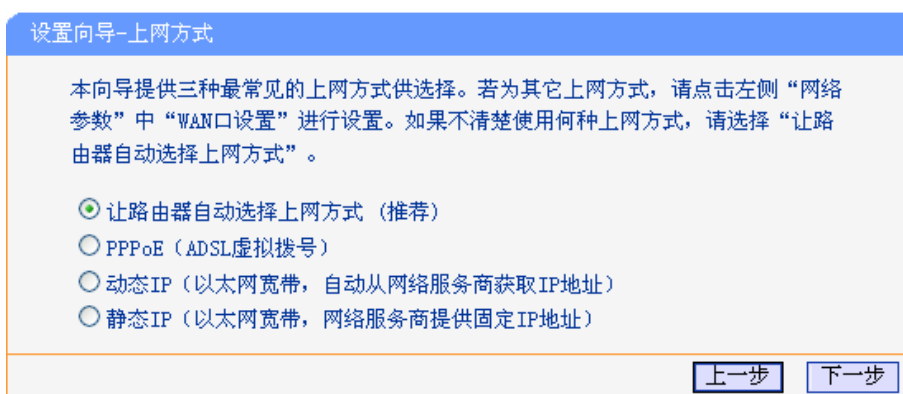 设置向导-上网方式
本向导提供三种最常见的上网方式供选择。若为其它上网方式，请点击左侧“网络
参数”中“WAN口设置”进行设置。如果不清楚使用何种上网方式，请选择“让路
由器自动选择上网方式”。
让路由器自动选择上网方式（推荐）
PPPoE（ADSL虚拟拨号）
动态IP（以太网宽带，自动从网络服务商获取IP地址）
静态IP（以太网宽带，网络服务商提供固定IP地址）
上一步 下一步